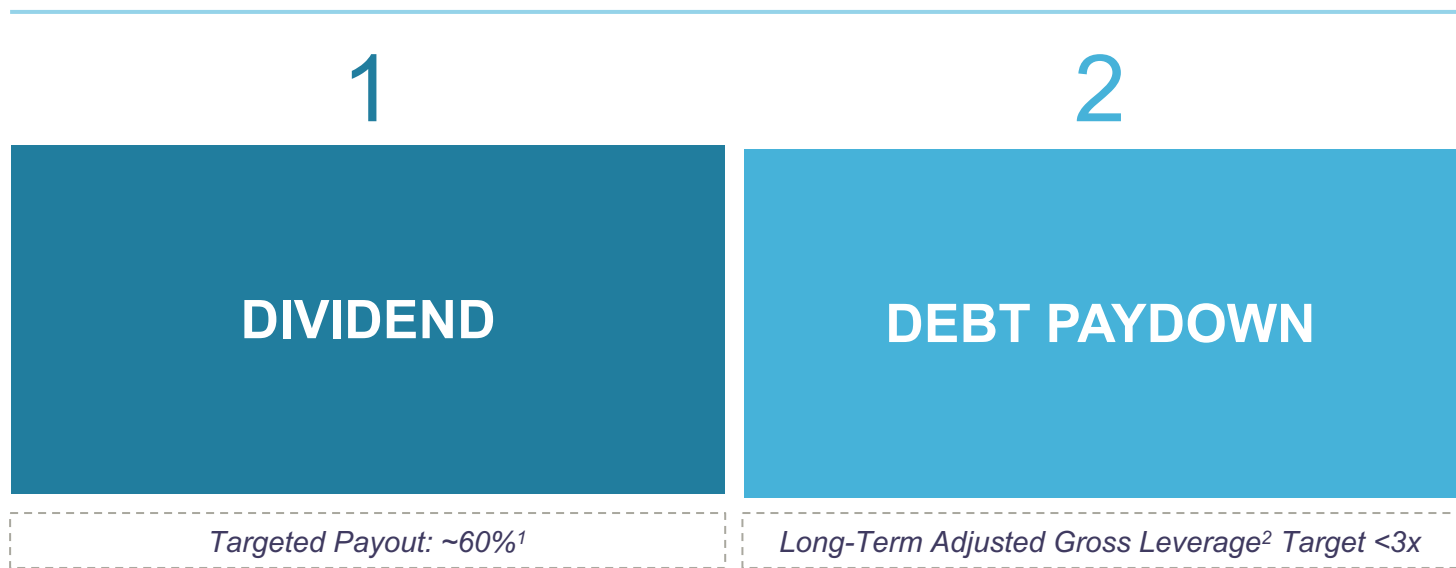 1
2
DIVIDEND
DEBT PAYDOWN
Targeted Payout: ~60%¹
Long-Term Adjusted Gross Leverage² Target <3x